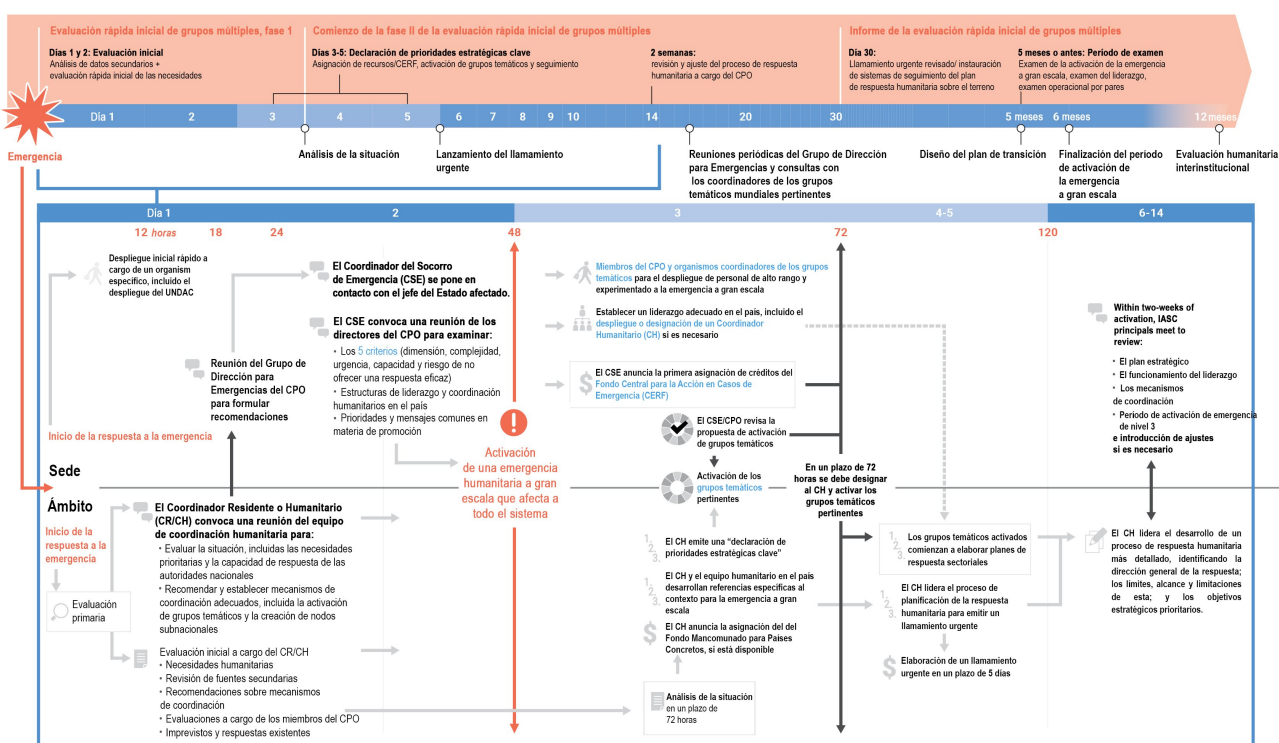 Evaluación rápida inicial de grupos múltiples, fase 1
Días 1 y 2: Evaluación inicial
Análisis de datos secundarios +
evaluación rápida inicial de las necesidades
Comienzo de la fase II de la evaluación rápida inicial de grupos múltiples
Días 3-5: Declaración de prioridades estratégicas clave
Asignación de recursos/CERF, activación de grupos temáticos y seguimiento
2 semanas:
revisión y ajuste del proceso de respuesta
humanitaria a cargo del CPO
Informe de la evaluación rápida inicial de grupos múltiples
Día 30:
Llamamiento urgente revisado/ instauración
de sistemas de seguimiento del plan
de respuesta humanitaria sobre el terreno
5 meses o antes: Periodo de examen
Examen de la activación de la emergencia
a gran escala, examen del liderazgo,
examen operacional por pares
Día 1 2 3 4 5 6 7 8 9 10 14 20 30 5 meses 6 meses 12 meses
Emergencia
Análisis de la situación
Lanzamiento del llamamiento
urgente
Reuniones periódicas del Grupo de Dirección
para Emergencias y consultas con
los coordinadores de los grupos
temáticos mundiales pertinentes
Diseño del plan de transición
Finalización del período
de activación de
la emergencia
a gran escala
Evaluación humanitaria
interinstitucional
Día 1 2 3 4-5 6-14
12 horas 18 24 48 72 120
Despliegue inicial rápido a
cargo de un organism
específico, incluido el
despliegue del UNDAC
Reunión del Grupo de
Dirección para
Emergencias del CPO
para formular
recomendaciones
Inicio de la respuesta a la emergencia
El Coordinador del Socorro
de Emergencia (CSE) se pone en
contacto con el jefe del Estado afectado.
El CSE convoca una reunión de los
directores del CPO para examinar:
• Los 5 criterios (dimensión, complejidad,
urgencia, capacidad y riesgo de no
ofrecer una respuesta eficaz)
• Estructuras de liderazgo y coordinación
humanitarios en el país
• Prioridades y mensajes comunes en
materia de promoción
Activación
de una emergencia
humanitaria a gran
escala que afecta a
todo el sistema
Miembros del CPO y organismos coordinadores de los grupos
temáticos para el despliegue de personal de alto rango y
experimentado a la emergencia a gran escala
Establecer un liderazgo adecuado en el país, incluido el
despliegue o designación de un Coordinador
Humanitario (CH) si es necesario
El CSE anuncia la primera asignación de créditos del
Fondo Central para la Acción en Casos de
Emergencia (CERF)
El CSE/CPO revisa la
propuesta de activación
de grupos temáticos
Activación de los
grupos temáticos
pertinentes
En un plazo de 72
horas se debe designar
al CH y activar los
grupos temáticos
pertinentes
Within two-weeks of
activation, IASC
principals meet to
review:
• El plan estratégico
• El funcionamiento del liderazgo
• Los mecanismos
de coordinación
• Período de activación de emergencia
de nivel 3
e introducción de ajustes
si es necesario
Sede
Ámbito
Inicio de la
respuesta a la
emergencia
Evaluación
primaria
El Coordinador Residente o Humanitario
(CR/CH) convoca una reunión del equipo
de coordinación humanitaria para:
• Evaluar la situación, incluidas las necesidades
prioritarias y la capacidad de respuesta de las
autoridades nacionales
• Recomendar y establecer mecanismos de
coordinación adecuados, incluida la activación
de grupos temáticos y la creación de nodos
subnacionales
Evaluación inicial a cargo del CR/CH
• Necesidades humanitarias
• Revisión de fuentes secundarias
• Recomendaciones sobre mecanismos
de coordinación
• Evaluaciones a cargo de los miembros del CPO
• Imprevistos y respuestas existentes
1.
2.
3.
El CH emite una “declaración de
prioridades estratégicas clave”
1.
2.
3.
El CH y el equipo humanitario en el país
desarrollan referencias específicas al
contexto para la emergencia a gran
escala
$
El CH anuncia la asignación del del
Fondo Mancomunado para Países
Concretos, si está disponible
Análisis de la situación
en un plazo de
72 horas
1.
2.
3.
Los grupos temáticos activados
comienzan a elaborar planes de
respuesta sectoriales
1.
2.
3.
El CH lidera el proceso de
planificación de la respuesta
humanitaria para emitir un
llamamiento urgente
$
Elaboración de un llamamiento
urgente en un plazo de 5 días
El CH lidera el desarrollo de un
proceso de respuesta humanitaria
más detallado, identificando la
dirección general de la respuesta;
los límites, alcance y limitaciones
de esta; y los objetivos
estratégicos prioritarios.